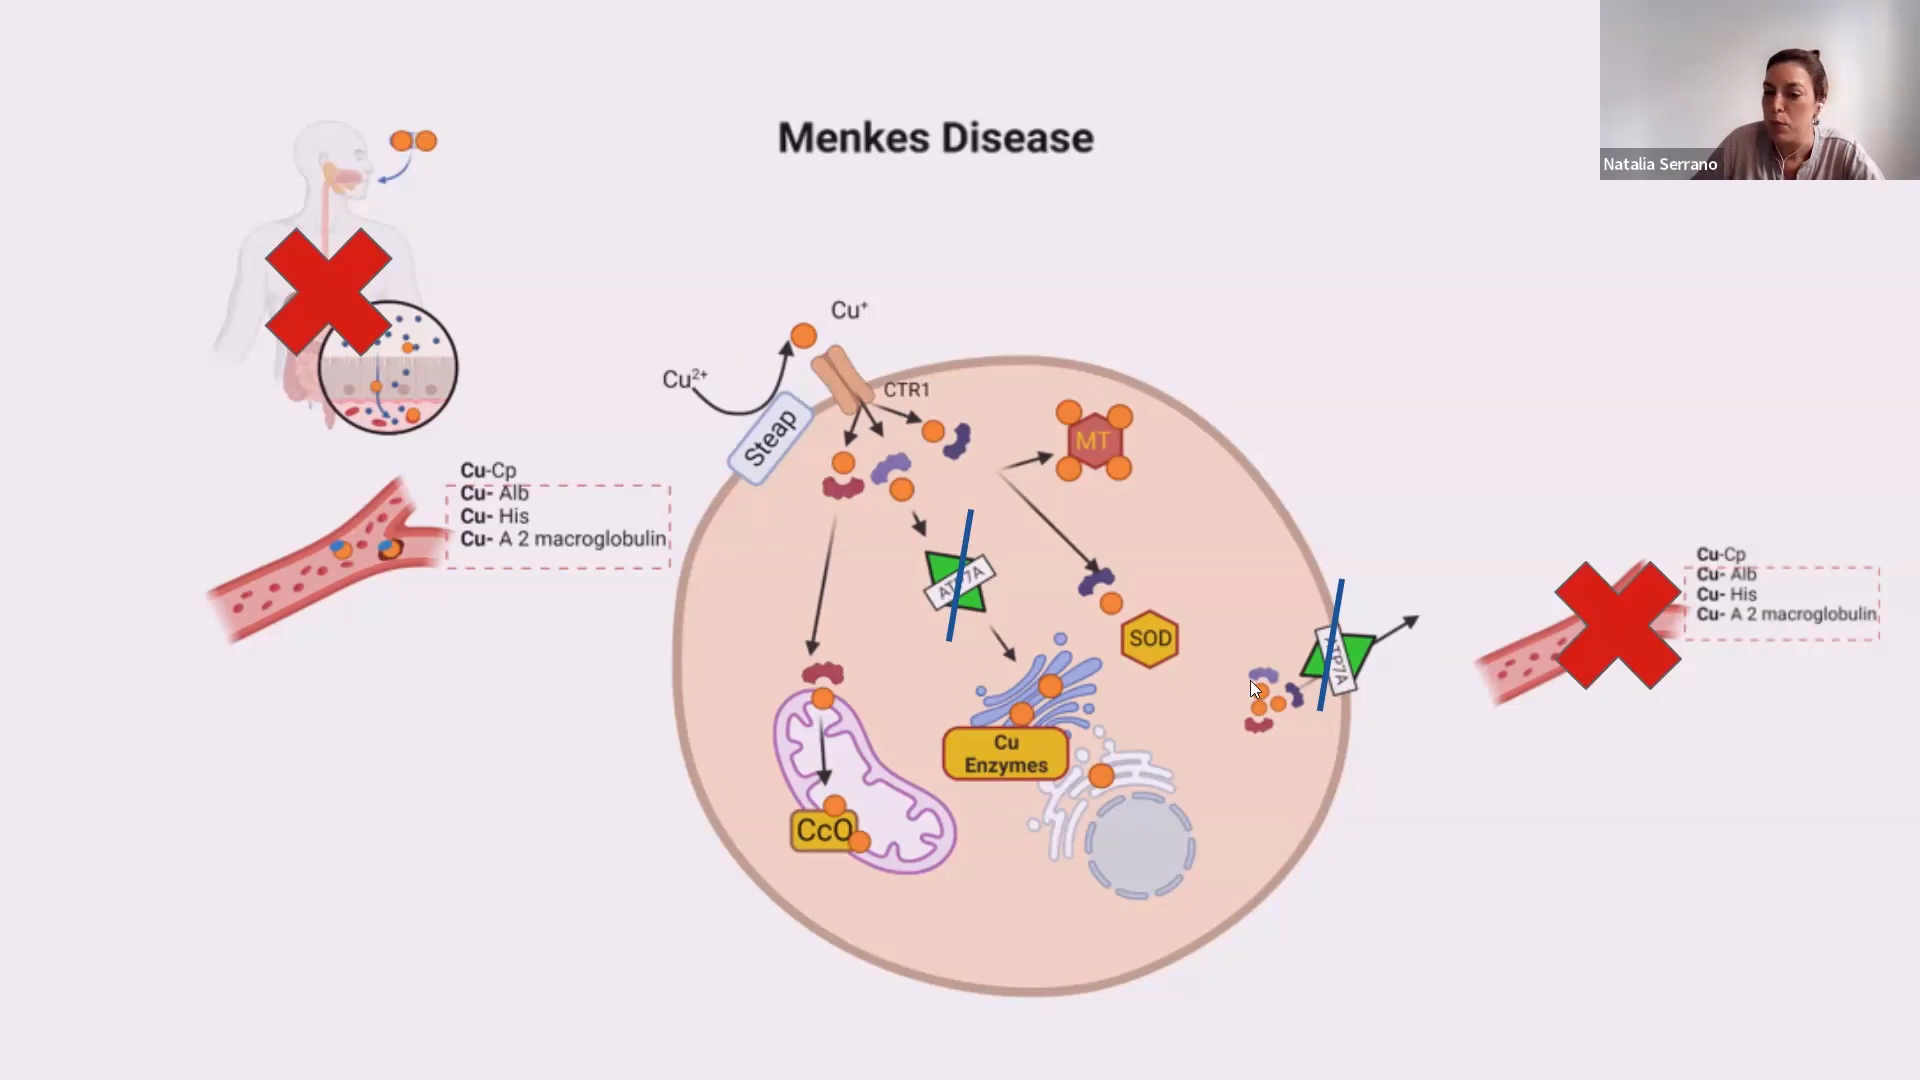 Menkes Disease
Natalia Serrano
Cu⁺
Cu²⁺
CTR1
Steap
MT
Cu-Cp
Cu- Alb
Cu- His
Cu- A 2 macroglobulin
ATP7A
SOD
Cu-Cp
Cu- Alb
Cu- His
Cu- A 2 macroglobulin
ATP7A
Cu
Enzymes
CcO